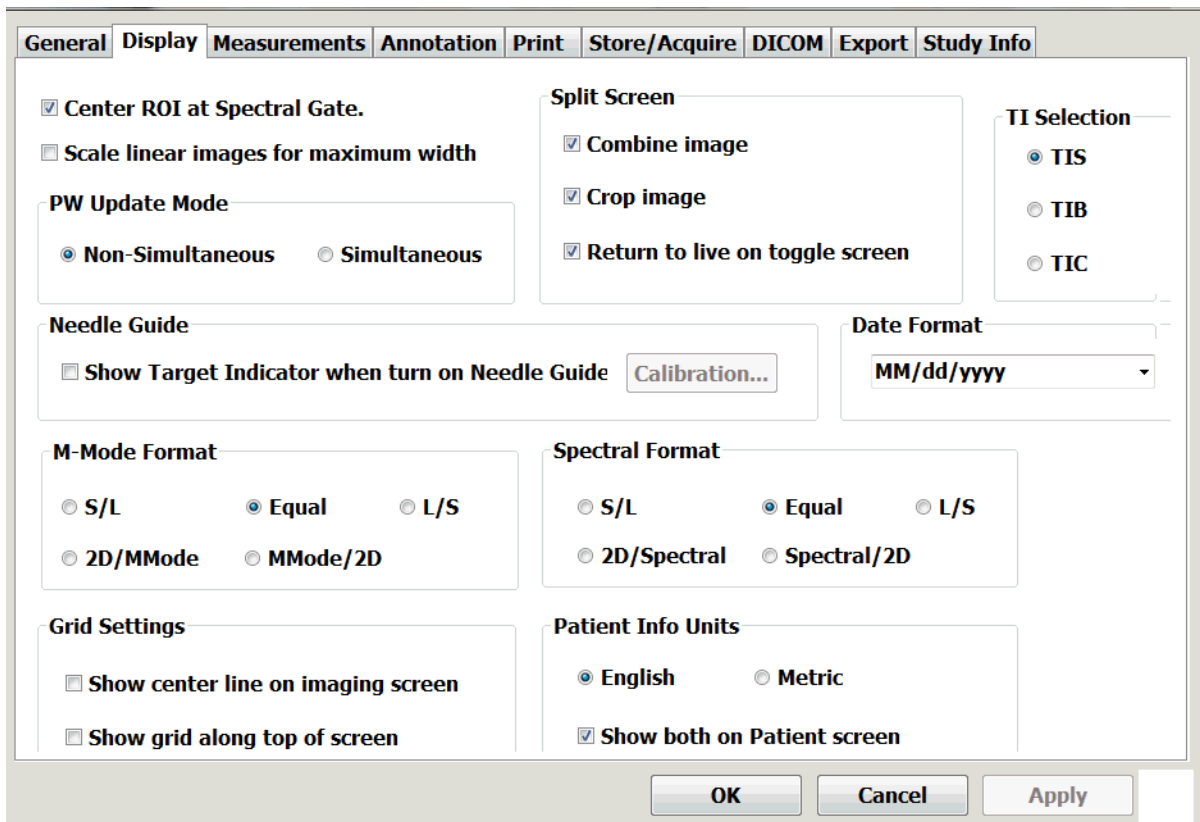 General Display Measurements Annotation Print Store/Acquire DICOM Export Study Info
Center ROI at Spectral Gate.
Scale linear images for maximum width
PW Update Mode
Non-Simultaneous Simultaneous
Split Screen
Combine image
Crop image
Return to live on toggle screen
TI Selection
TIS
TIB
TIC
Needle Guide
Show Target Indicator when turn on Needle Guide Calibration...
Date Format
MM/dd/yyyy
M-Mode Format
S/L Equal L/S
2D/MMode MMode/2D
Spectral Format
S/L Equal L/S
2D/Spectral Spectral/2D
Grid Settings
Show center line on imaging screen
Show grid along top of screen
Patient Info Units
English Metric
Show both on Patient screen
OK Cancel Apply